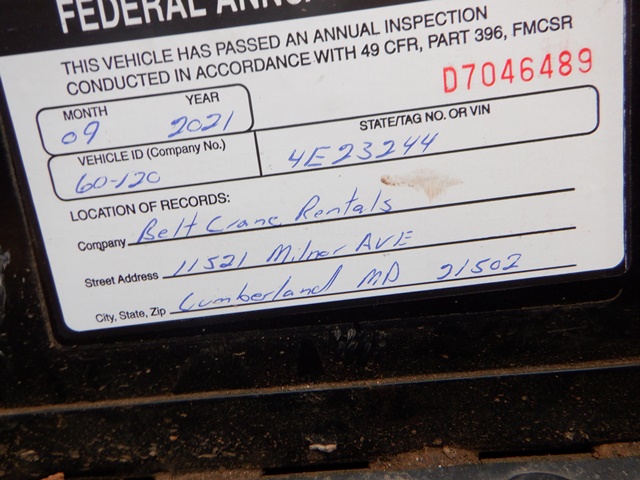 FEDERAL ANNU
THIS VEHICLE HAS PASSED AN ANNUAL INSPECTION
CONDUCTED IN ACCORDANCE WITH 49 CFR, PART 396, FMCSR
D7046489
MONTH YEAR
09 2021
STATE/TAG NO. OR VIN
4E23244
VEHICLE ID (Company No.)
60-120
LOCATION OF RECORDS:
Company Belt Crane Rentals
Street Address 11521 Milnor AVE
City, State, Zip Cumberland MD 21502